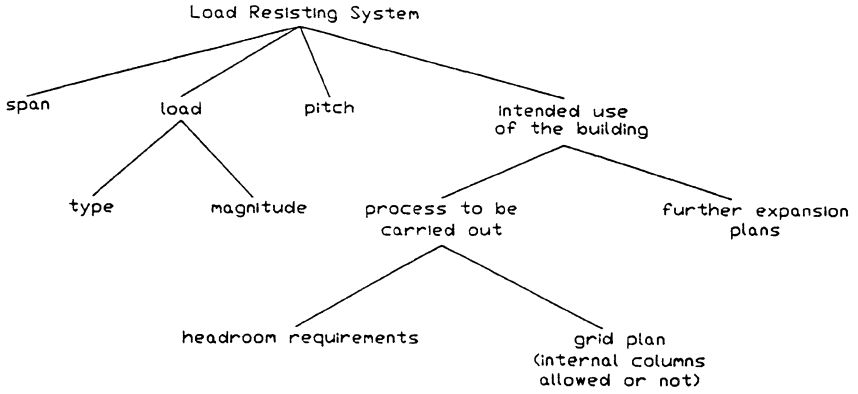 Load Resisting System
span
load
pitch
intended use
of the building
type
magnitude
process to be
carried out
further expansion
plans
headroom requirements
grid plan
(internal columns
allowed or not)